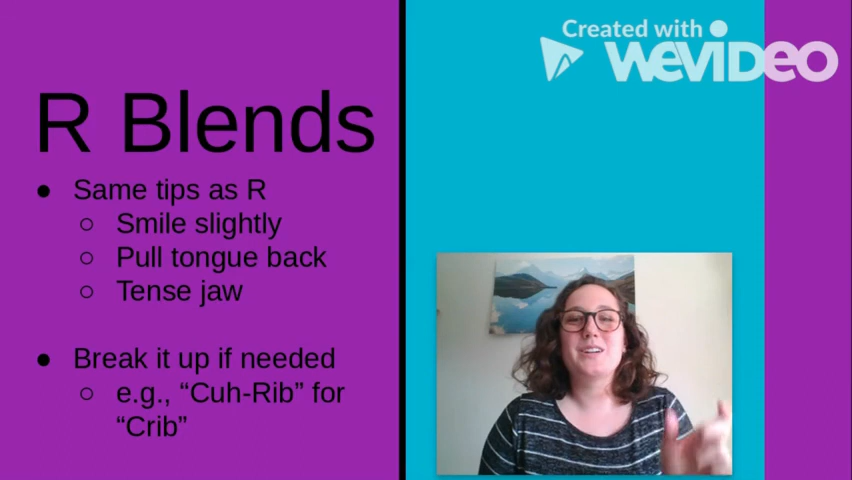 Created with
WeVideo
R Blends
● Same tips as R
○ Smile slightly
○ Pull tongue back
○ Tense jaw
● Break it up if needed
○ e.g., “Cuh-Rib” for
“Crib”